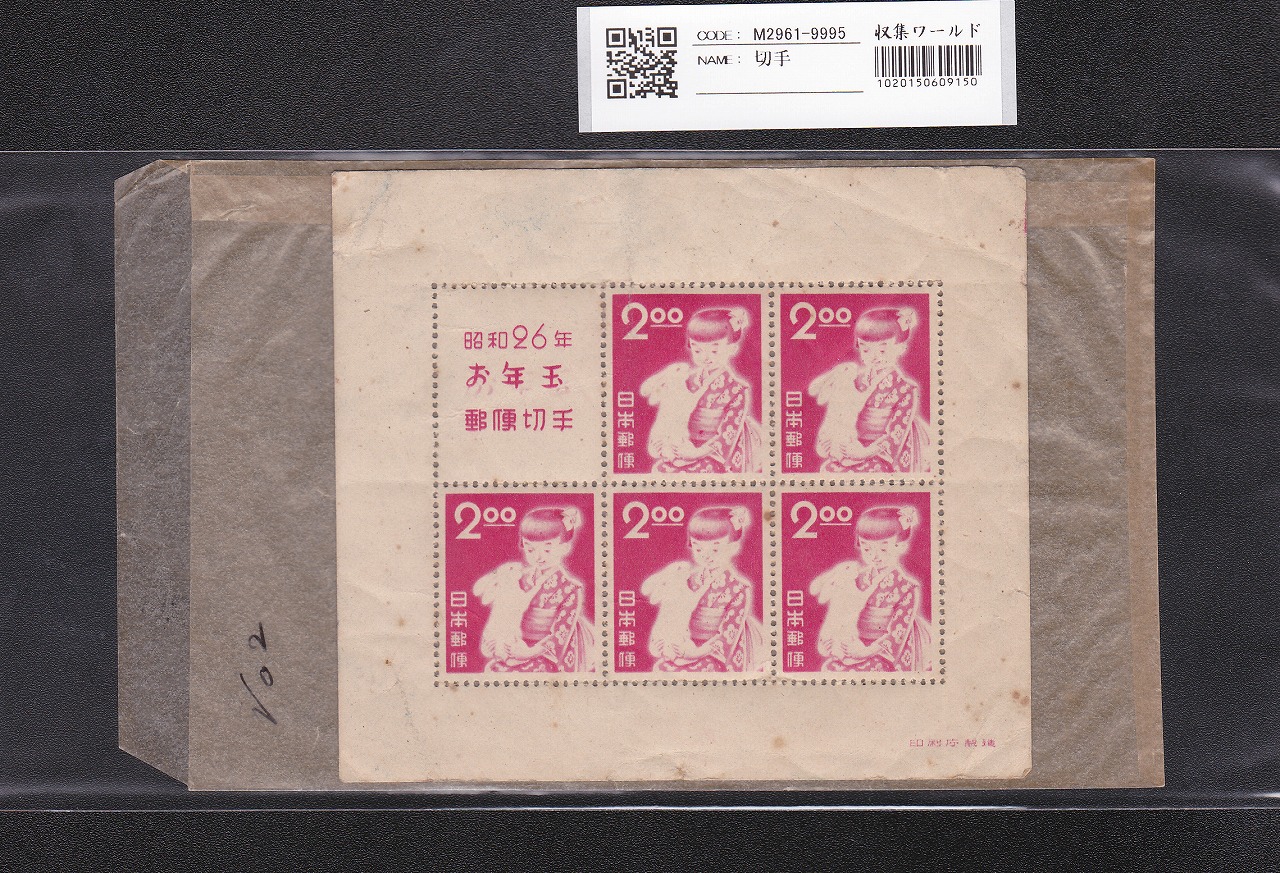 CODE: M2961-9995
収集ワールド
NAME: 切手
1020150609150
昭和26年
お年玉
郵便切手
2.00
日本郵便
2.00
日本郵便
2.00
日本郵便
2.00
日本郵便
2.00
日本郵便
印刷庁製造